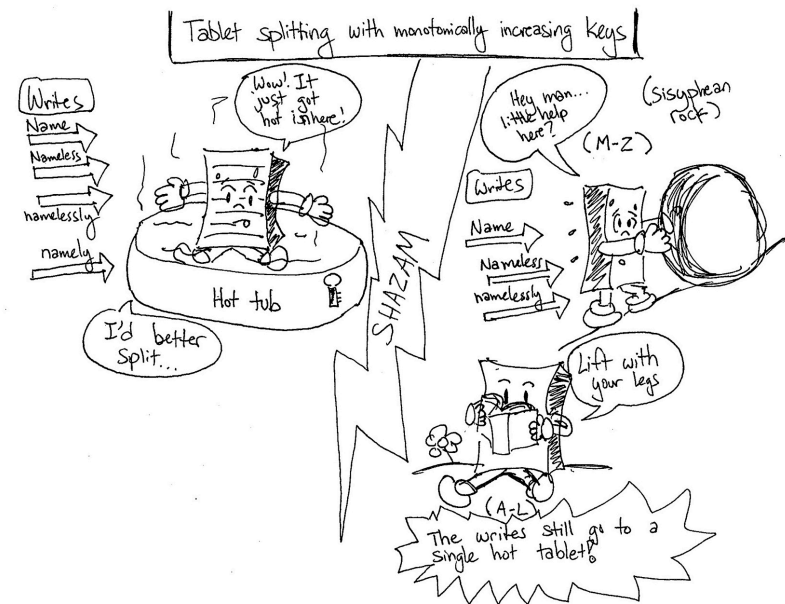 Tablet splitting with monotonically increasing keys
Writes
Name
Nameless
namelessly
namely
Wow! It
just got
hot in here!
Hot tub
I'd better
split...
SHAZAM
Hey man...
little help
here?
(M-Z)
(sisyphean
rock)
Writes
Name
Nameless
namelessly
Lift with
your legs
(A-L)
The writes still go to a
single hot tablet!